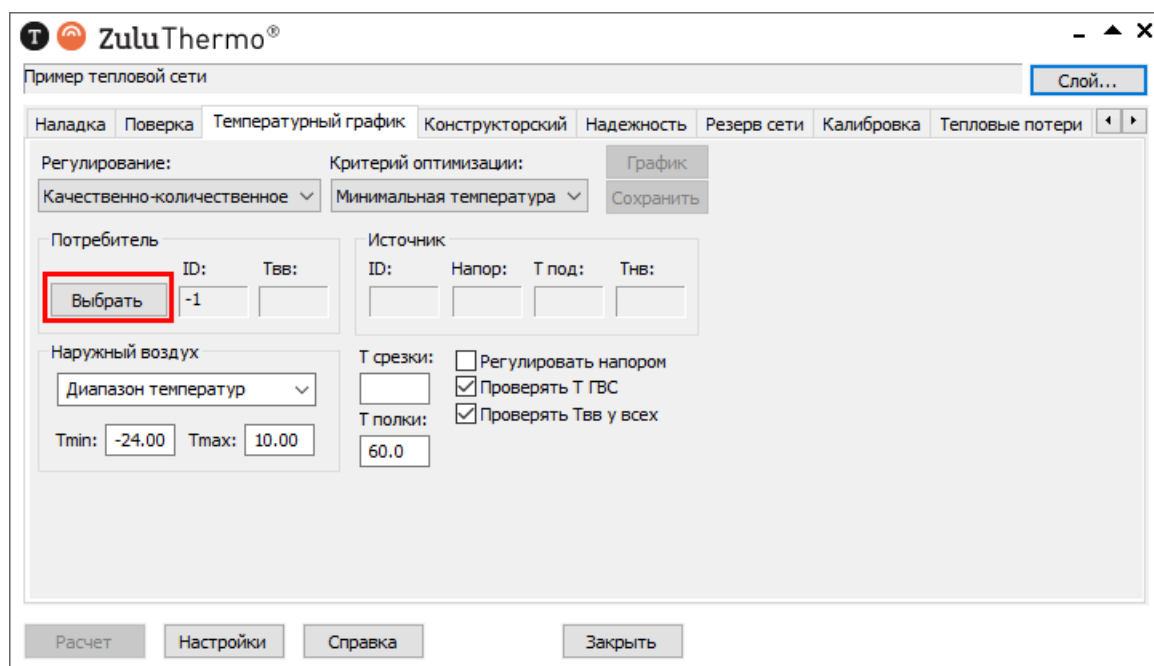 T ZuluThermo®
Пример тепловой сети
Слой...
Наладка Поверка Температурный график Конструкторский Надежность Резерв сети Калибровка Тепловые потери
Регулирование: Критерий оптимизации: График
Качественно-количественное Минимальная температура Сохранить
Потребитель Источник
ID: Твв: ID: Напор: Т под: Тнв:
Выбрать -1
Наружный воздух Т срезки: Регулировать напором
Диапазон температур Проверять Т ГВС
Т полки: Проверять Твв у всех
Tmin: -24.00 Tmax: 10.00 60.0
Расчет Настройки Справка Закрыть